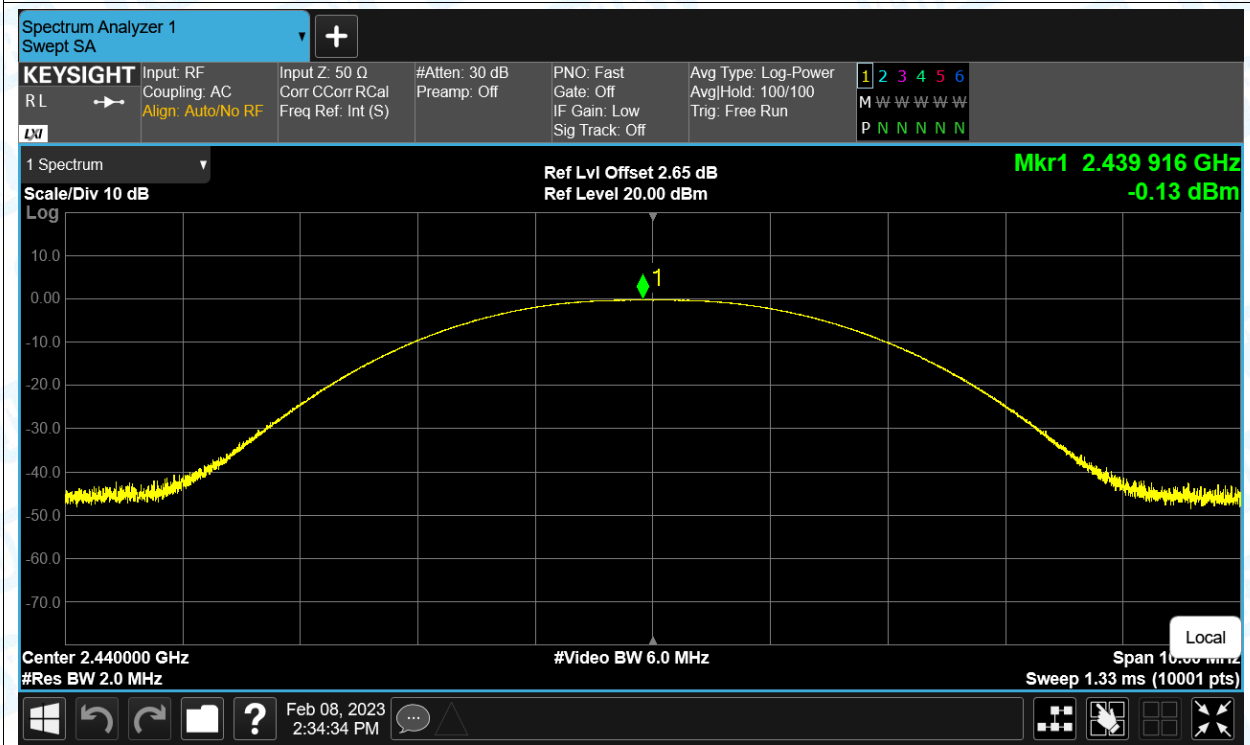 Spectrum Analyzer 1
Swept SA
KEYSIGHT
R L
LXI
Input: RF
Coupling: AC
Align: Auto/No RF
Input Z: 50 Ω
Corr CCorr RCal
Freq Ref: Int (S)
#Atten: 30 dB
Preamp: Off
PNO: Fast
Gate: Off
IF Gain: Low
Sig Track: Off
Avg Type: Log-Power
Avg|Hold: 100/100
Trig: Free Run
1 2 3 4 5 6
M W W W W W
P N N N N N
1 Spectrum
Scale/Div 10 dB
Log
Ref Lvl Offset 2.65 dB
Ref Level 20.00 dBm
Mkr1 2.439 916 GHz
-0.13 dBm
10.0
0.00
-10.0
-20.0
-30.0
-40.0
-50.0
-60.0
-70.0
1
Local
Center 2.440000 GHz
#Res BW 2.0 MHz
#Video BW 6.0 MHz
Span 10.00 MHz
Sweep 1.33 ms (10001 pts)
?
Feb 08, 2023
2:34:34 PM